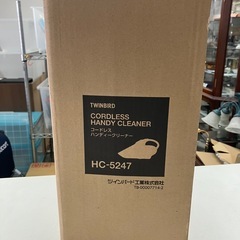 TWINBIRD
CORDLESS
HANDY CLEANER
コードレス
ハンディークリーナー
HC-5247
ツインバード工業株式会社